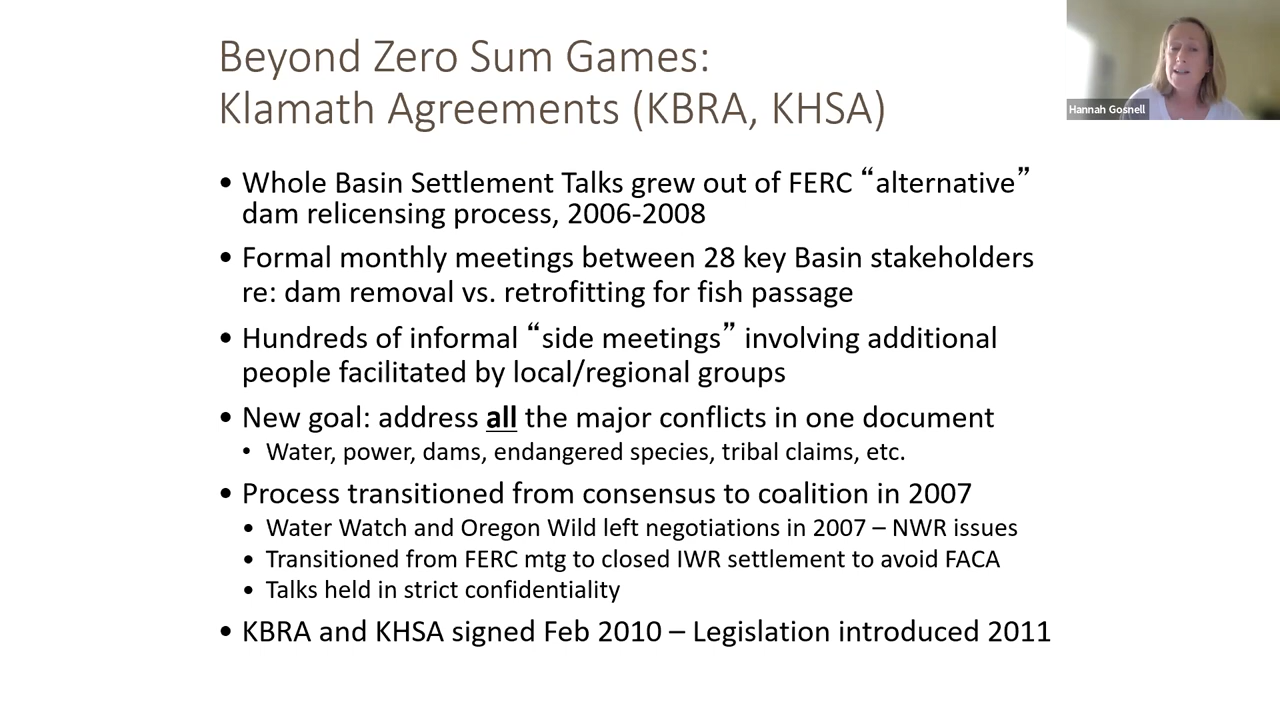 Beyond Zero Sum Games:
Klamath Agreements (KBRA, KHSA)
Hannah Gosnell
• Whole Basin Settlement Talks grew out of FERC “alternative”
dam relicensing process, 2006-2008
• Formal monthly meetings between 28 key Basin stakeholders
re: dam removal vs. retrofitting for fish passage
• Hundreds of informal “side meetings” involving additional
people facilitated by local/regional groups
• New goal: address all the major conflicts in one document
• Water, power, dams, endangered species, tribal claims, etc.
• Process transitioned from consensus to coalition in 2007
• Water Watch and Oregon Wild left negotiations in 2007 – NWR issues
• Transitioned from FERC mtg to closed IWR settlement to avoid FACA
• Talks held in strict confidentiality
• KBRA and KHSA signed Feb 2010 – Legislation introduced 2011